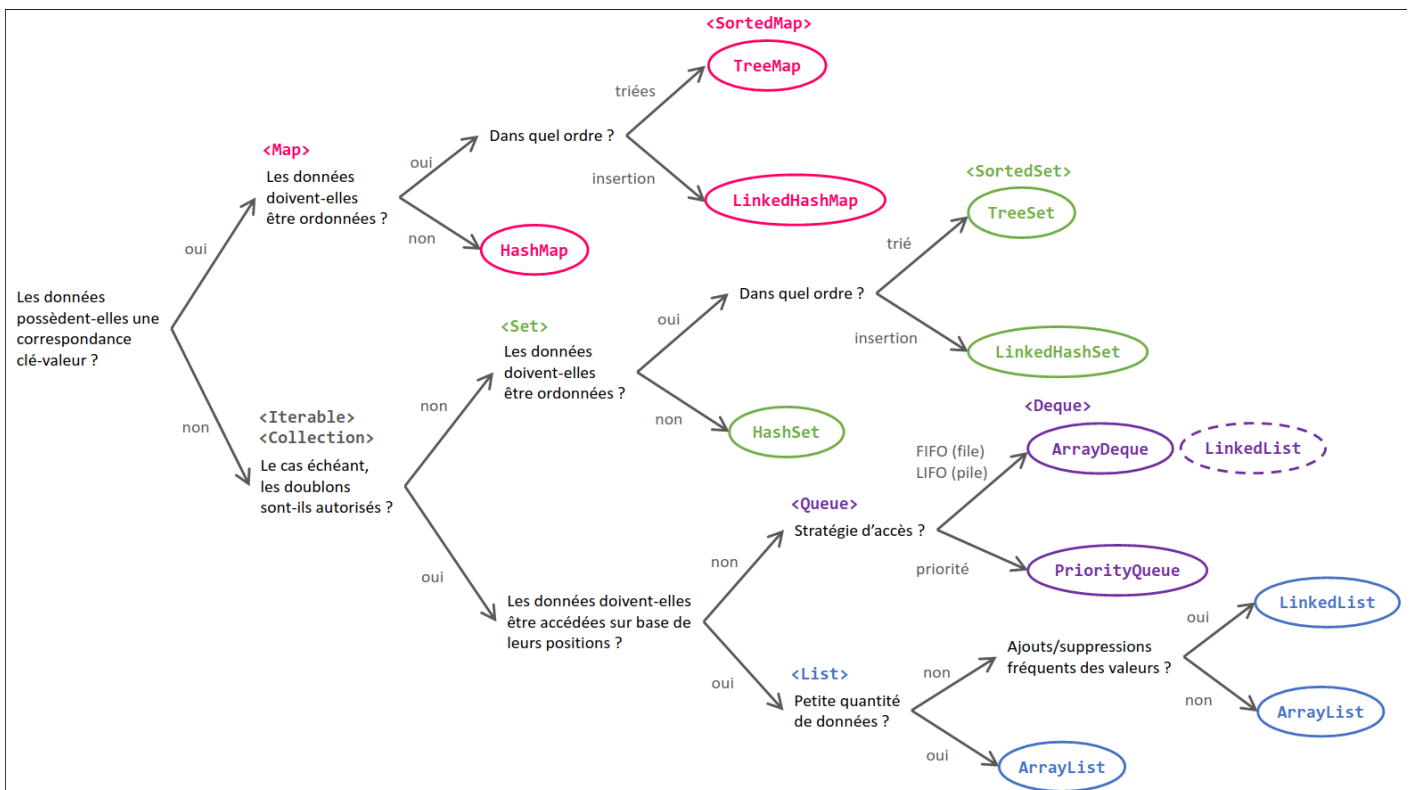 <SortedMap>
TreeMap
triées
Dans quel ordre ?
<Map>
oui
Les données
doivent-elles
être ordonnées ?
insertion
LinkedHashMap
non
HashMap
oui
Les données
possèdent-elles une
correspondance
clé-valeur ?
non
<SortedSet>
TreeSet
trié
Dans quel ordre ?
oui
<Set>
Les données
doivent-elles
être ordonnées ?
insertion
LinkedHashSet
non
non
HashSet
<Iterable>
<Collection>
Le cas échéant,
les doublons
sont-ils autorisés ?
<Deque>
ArrayDeque
LinkedList
FIFO (file)
LIFO (pile)
<Queue>
Stratégie d’accès ?
non
priorité
PriorityQueue
oui
Les données doivent-elles
être accédées sur base de
leurs positions ?
LinkedList
oui
Ajouts/suppressions
fréquents des valeurs ?
<List>
non
oui
Petite quantité
de données ?
non
ArrayList
oui
ArrayList